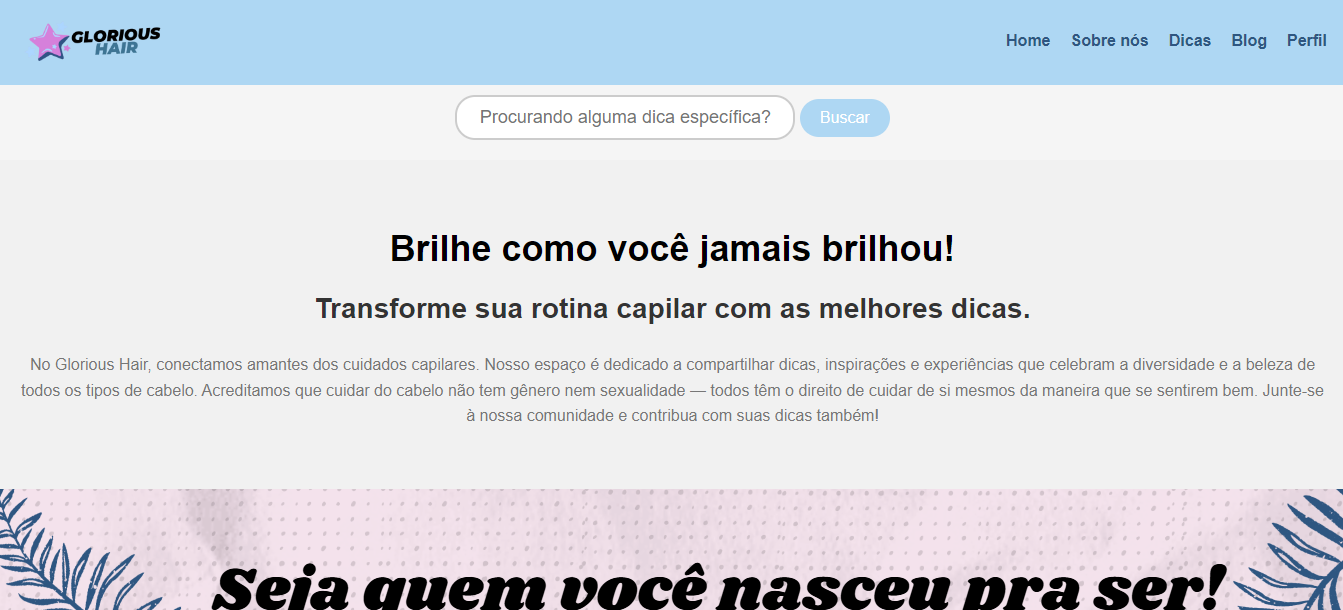 GLORIOUS
HAIR
Home Sobre nós Dicas Blog Perfil
Procurando alguma dica específica? Buscar
Brilhe como você jamais brilhou!
Transforme sua rotina capilar com as melhores dicas.
No Glorious Hair, conectamos amantes dos cuidados capilares. Nosso espaço é dedicado a compartilhar dicas, inspirações e experiências que celebram a diversidade e a beleza de
todos os tipos de cabelo. Acreditamos que cuidar do cabelo não tem gênero nem sexualidade — todos têm o direito de cuidar de si mesmos da maneira que se sentirem bem. Junte-se
à nossa comunidade e contribua com suas dicas também!
Seja quem você nasceu pra ser!